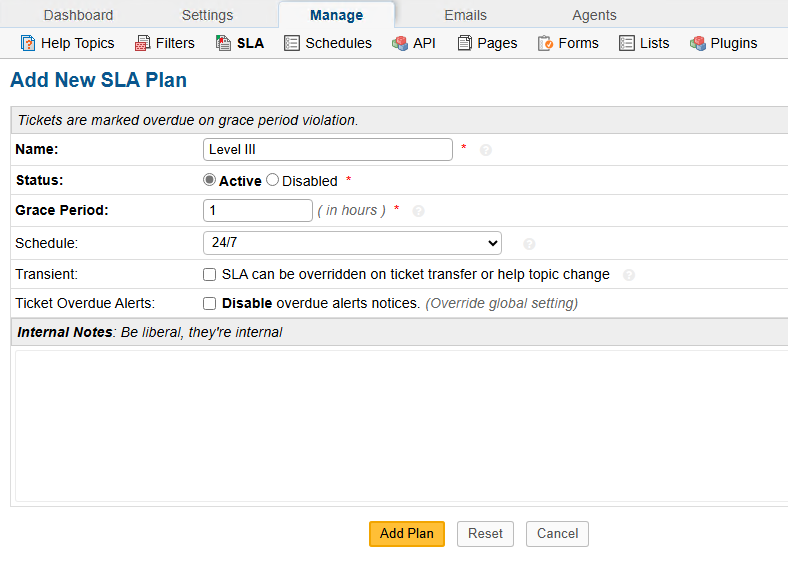 Dashboard Settings Manage Emails Agents
Help Topics Filters SLA Schedules API Pages Forms Lists Plugins
Add New SLA Plan
Tickets are marked overdue on grace period violation.
Name: Level III * ?
Status: Active Disabled *
Grace Period: 1 ( in hours ) * ?
Schedule: 24/7 ?
Transient: SLA can be overridden on ticket transfer or help topic change ?
Ticket Overdue Alerts: Disable overdue alerts notices. (Override global setting)
Internal Notes: Be liberal, they're internal
Add Plan Reset Cancel